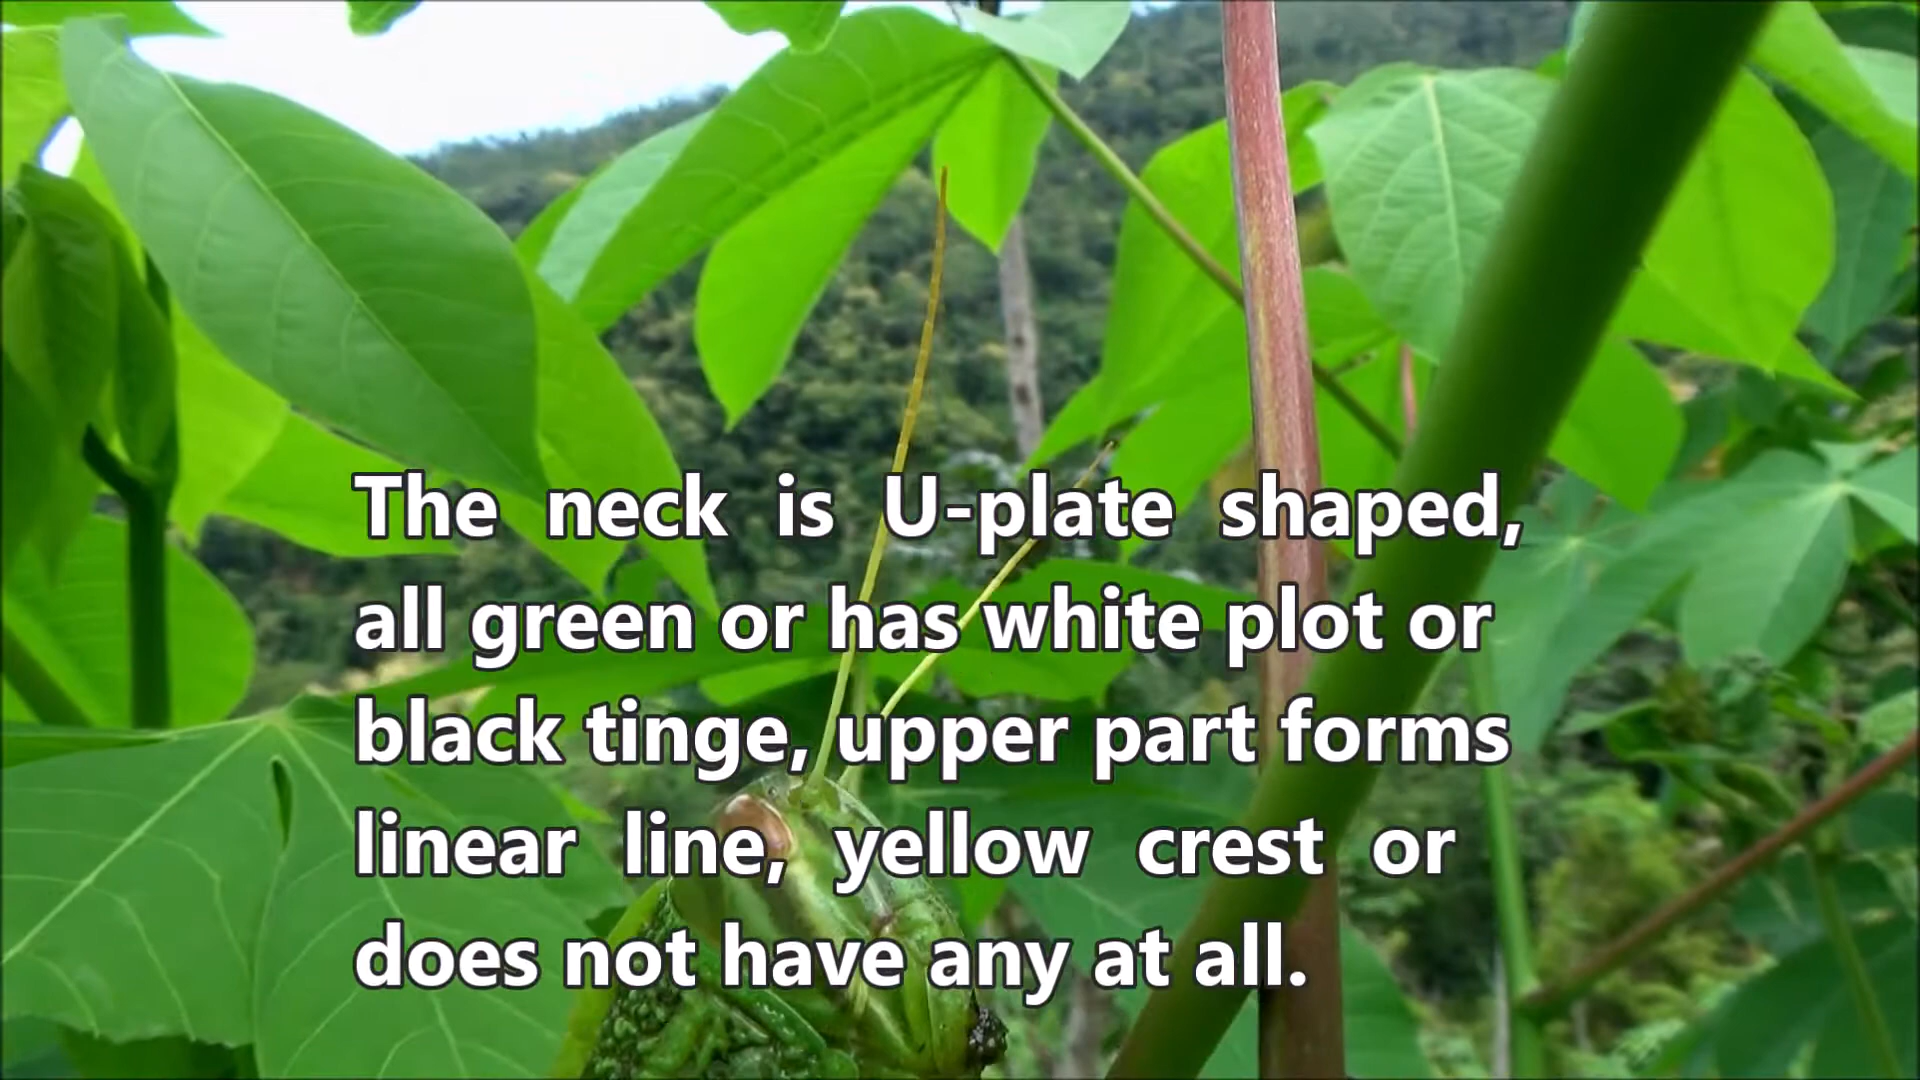 The neck is U-plate shaped,
all green or has white plot or
black tinge, upper part forms
linear line, yellow crest or
does not have any at all.